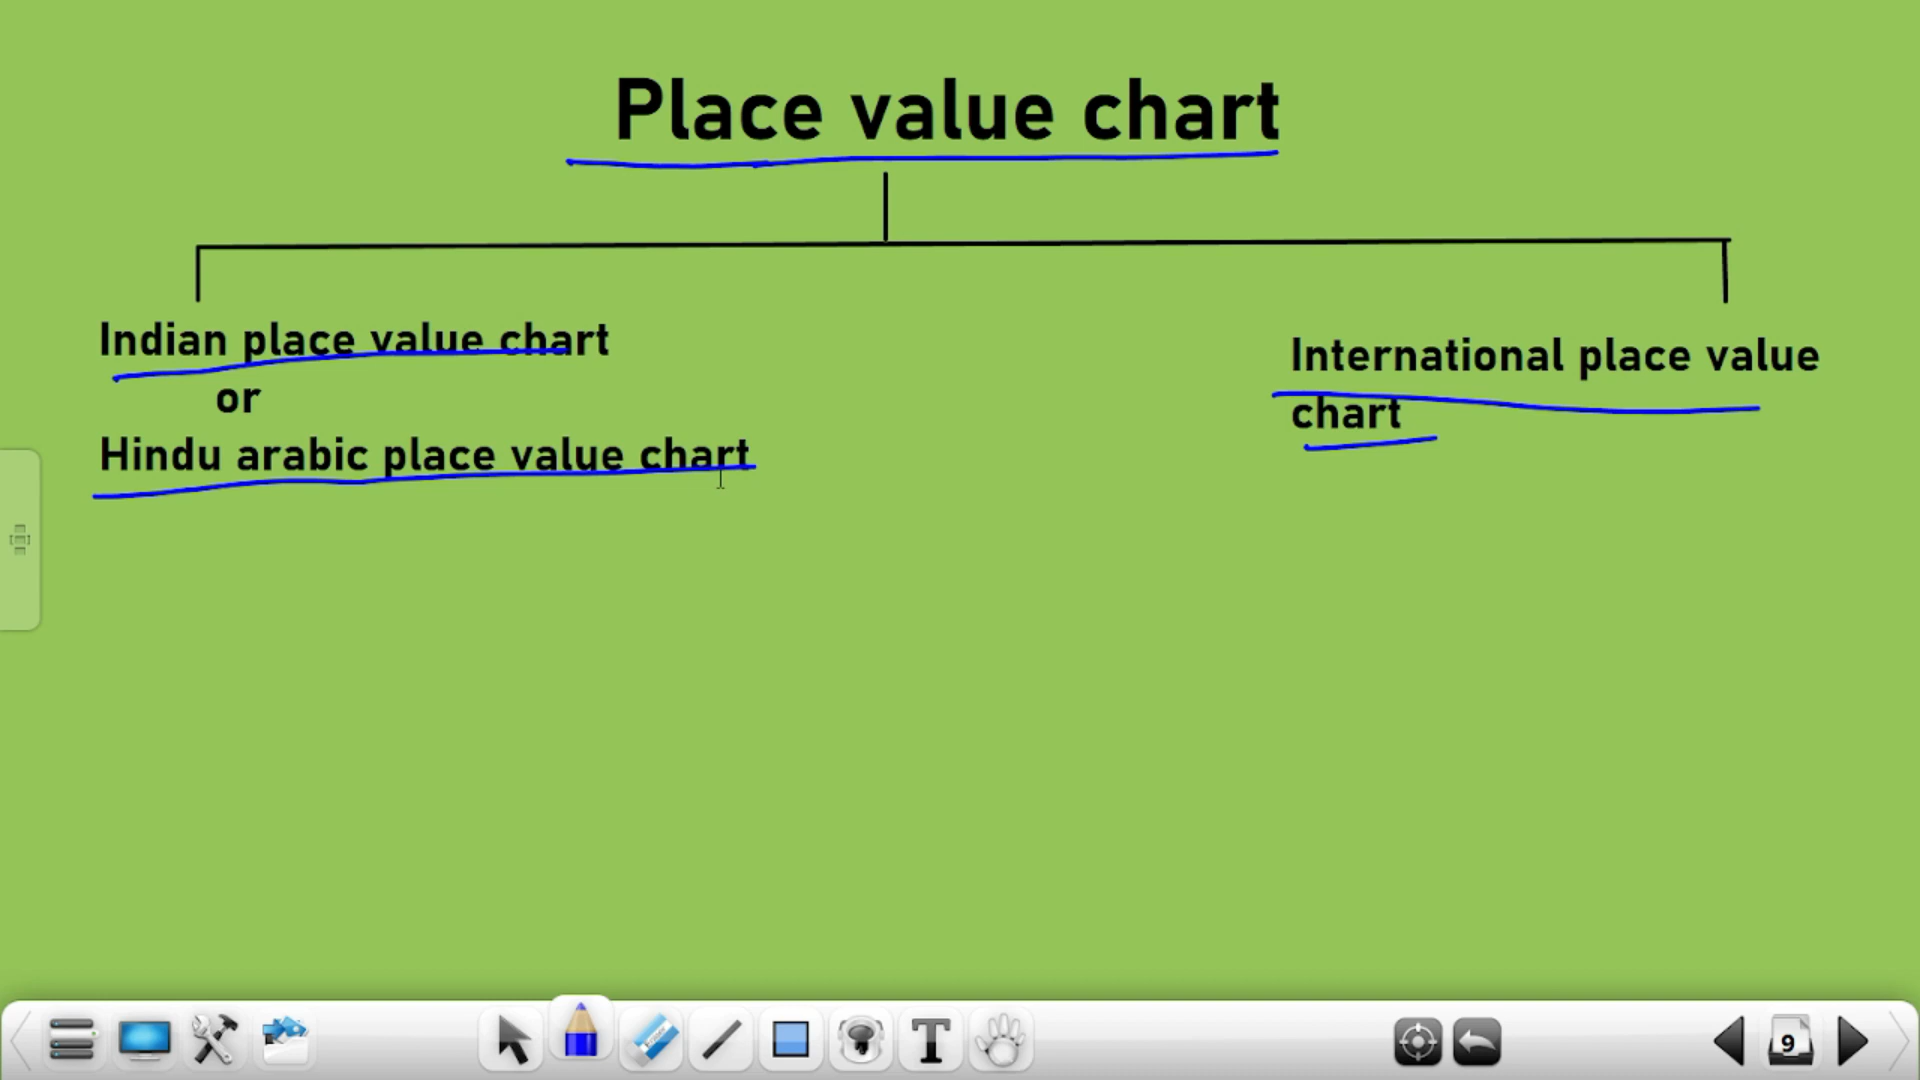 Place value chart
Indian place value chart
or
Hindu arabic place value chart
International place value
chart
9